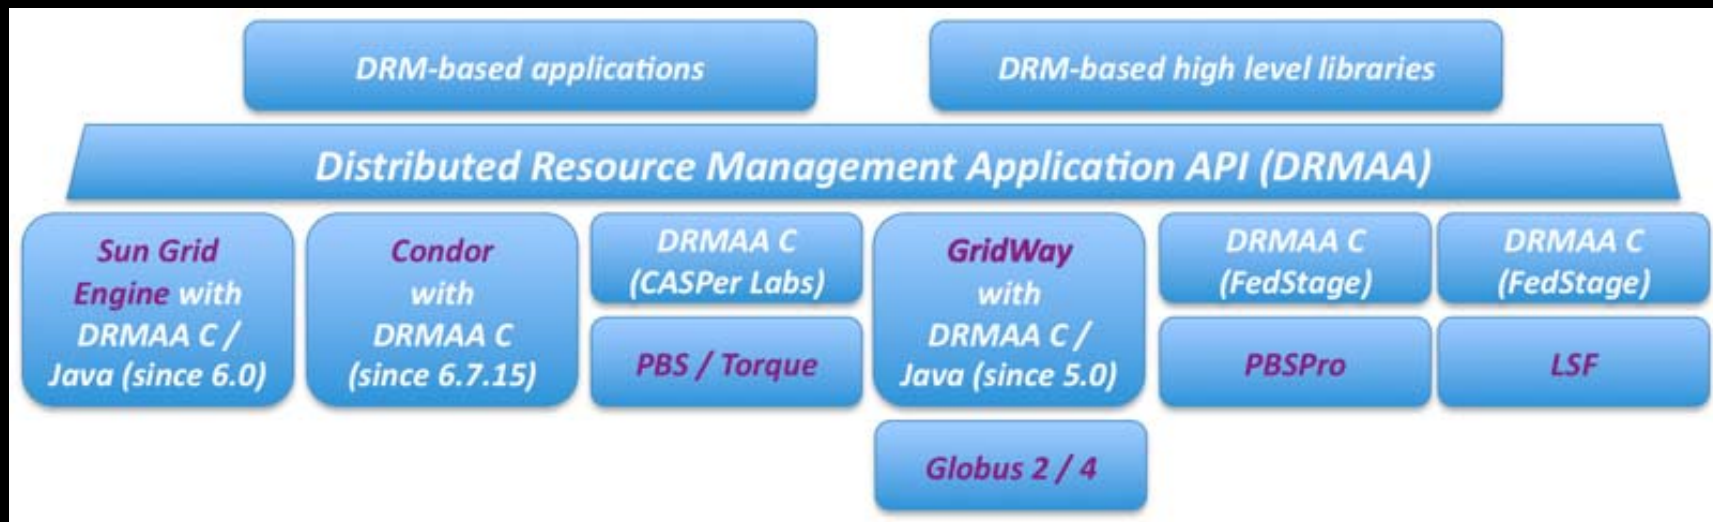 DRM-based applications
DRM-based high level libraries
Distributed Resource Management Application API (DRMAA)
Sun Grid
Engine with
DRMAA C /
Java (since 6.0)
Condor
with
DRMAA C
(since 6.7.15)
DRMAA C
(CASPer Labs)
PBS / Torque
GridWay
with
DRMAA C /
Java (since 5.0)
Globus 2 / 4
DRMAA C
(FedStage)
PBSPro
DRMAA C
(FedStage)
LSF